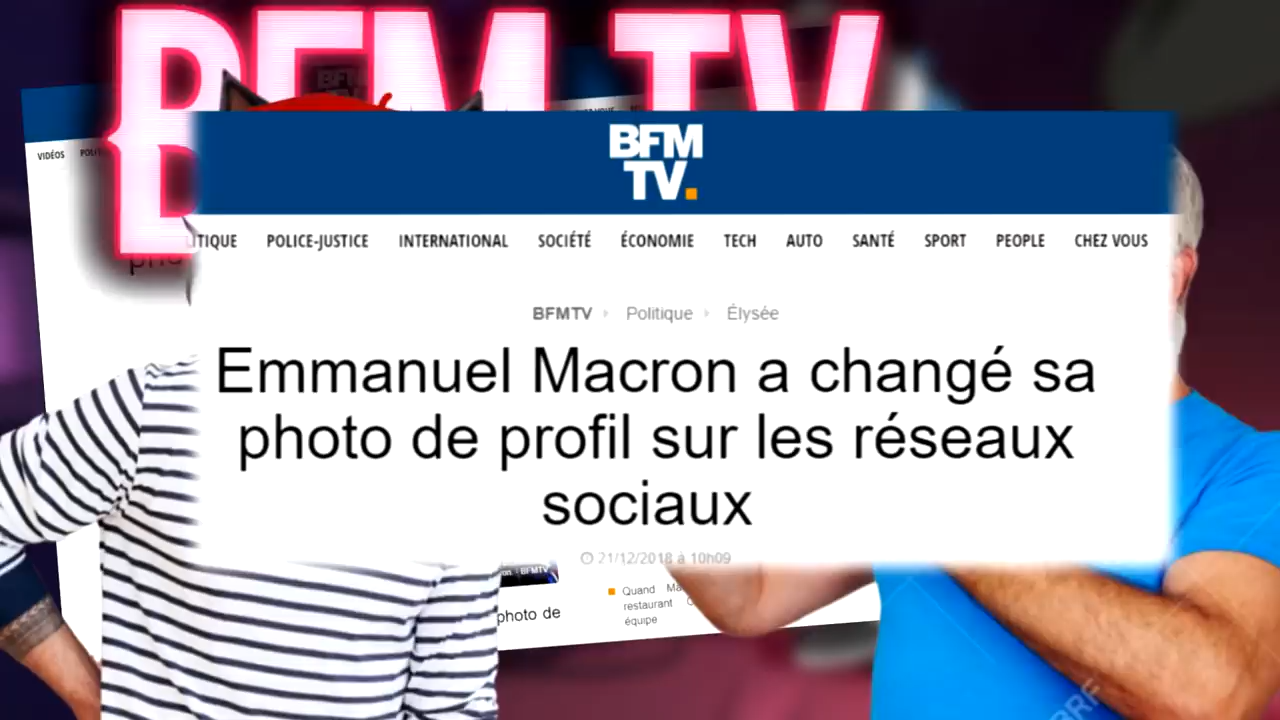 BFM TV
BFM
TV.
VIDÉOS
ITIQUE POLICE-JUSTICE INTERNATIONAL SOCIÉTÉ ÉCONOMIE TECH AUTO SANTÉ SPORT PEOPLE CHEZ VOUS
BFMTV Politique Élysée
Emmanuel Macron a changé sa
photo de profil sur les réseaux
sociaux
21/12/2018 à 10h09
BFMTV
photo de
Quand
restaurant
équipe